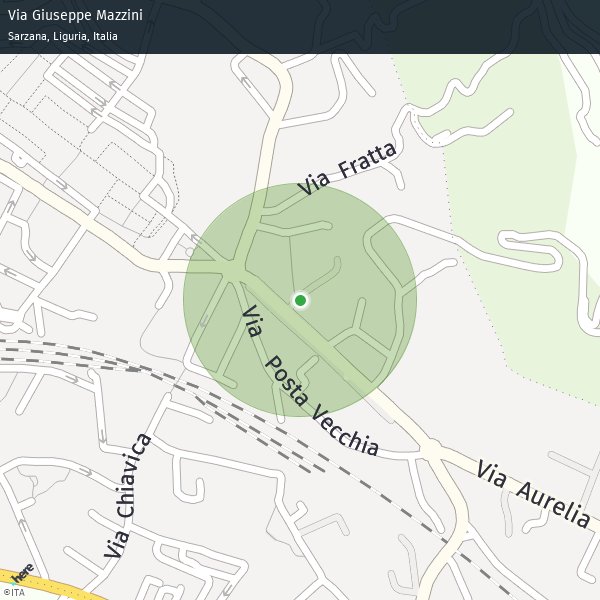 Via Giuseppe Mazzini
Sarzana, Liguria, Italia
Via Fratta
Via Posta Vecchia
Via Chiavica
Via Aurelia
here
©ITA